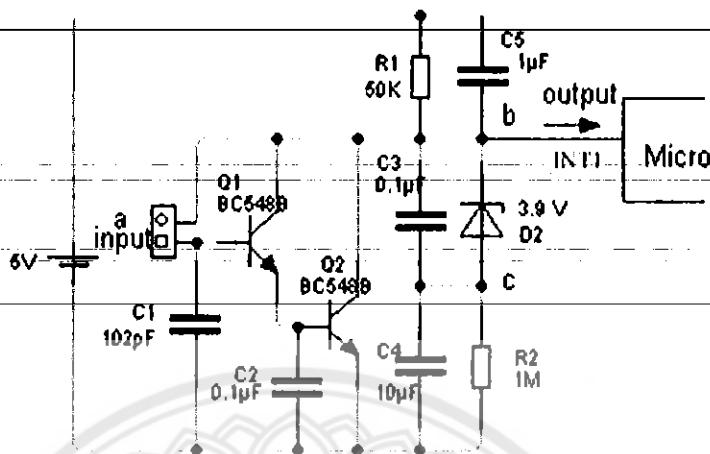 C5
1µF
R1
50K
output
b
INT1
Micro
C3
0.1µF
Q1
BC548B
a
input
3.9 V
D2
Q2
BC548B
6V
c
C1
102pF
C2
0.1µF
C4
10µF
R2
1M